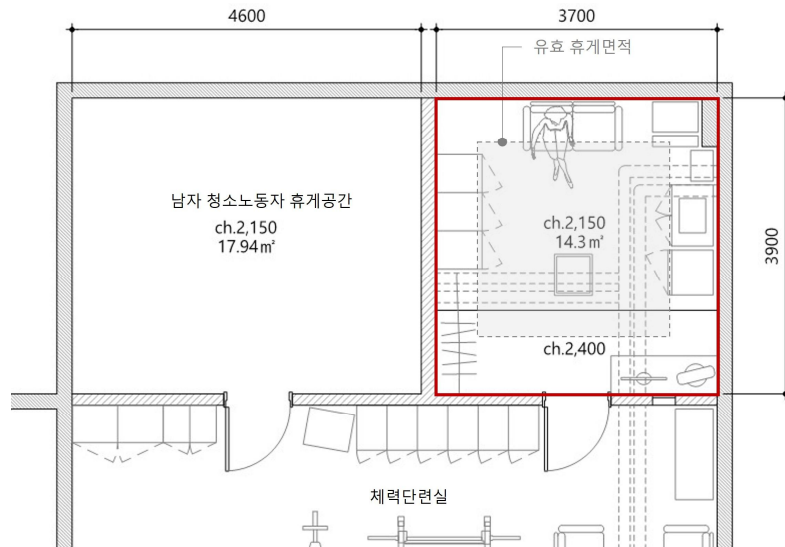 4600
3700
유효 휴게면적
남자 청소노동자 휴게공간
ch.2,150
17.94㎡
ch.2,150
14.3㎡
3900
ch.2,400
체력단련실